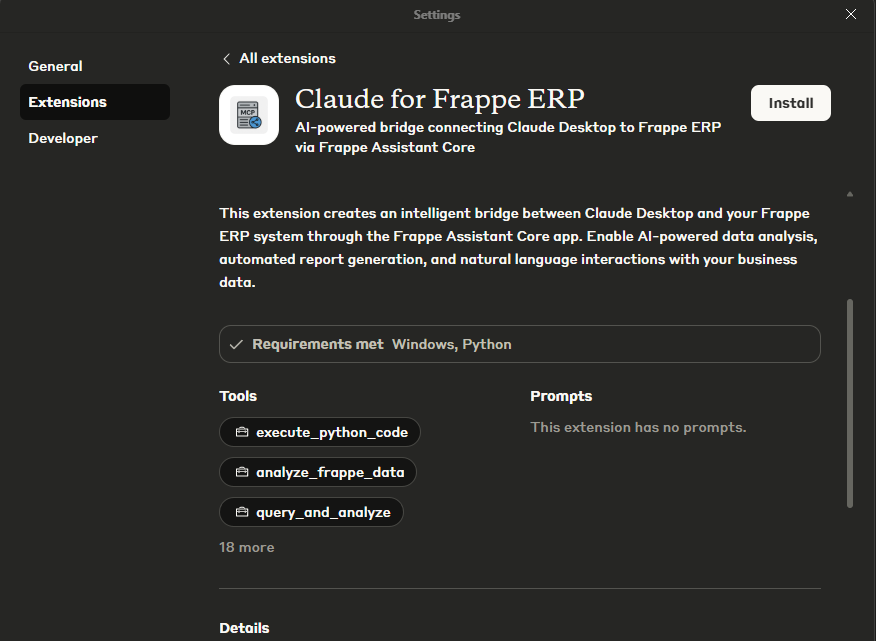 Settings
General
Extensions
Developer
All extensions
MCP
Claude for Frappe ERP
AI-powered bridge connecting Claude Desktop to Frappe ERP
via Frappe Assistant Core
Install
This extension creates an intelligent bridge between Claude Desktop and your Frappe
ERP system through the Frappe Assistant Core app. Enable AI-powered data analysis,
automated report generation, and natural language interactions with your business
data.
Requirements met Windows, Python
Tools
execute_python_code
analyze_frappe_data
query_and_analyze
18 more
Prompts
This extension has no prompts.
Details